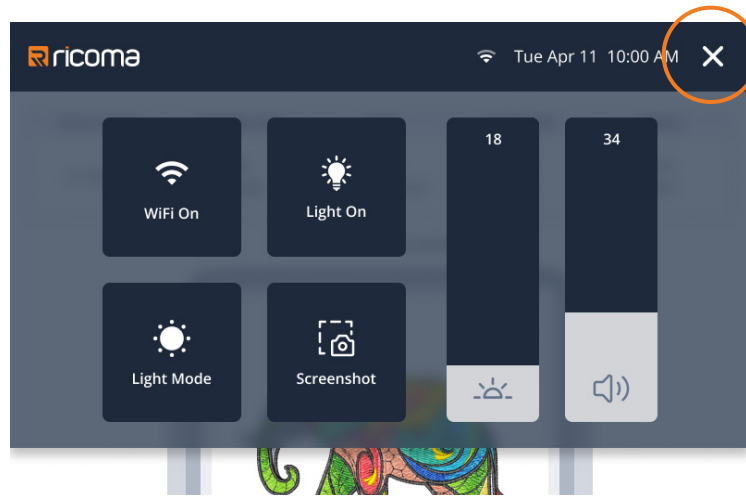 ricoma
Tue Apr 11 10:00 AM
18
34
WiFi On
Light On
Light Mode
Screenshot